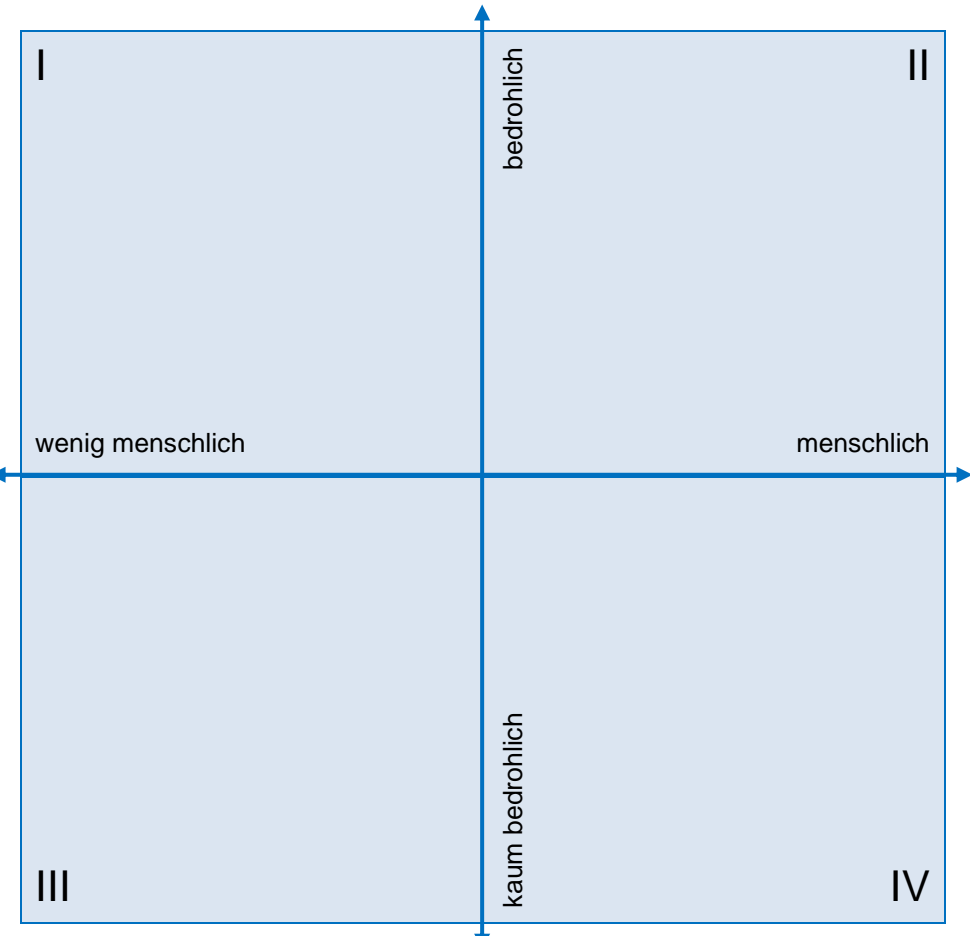 I
II
bedrohlich
wenig menschlich
menschlich
kaum bedrohlich
III
IV